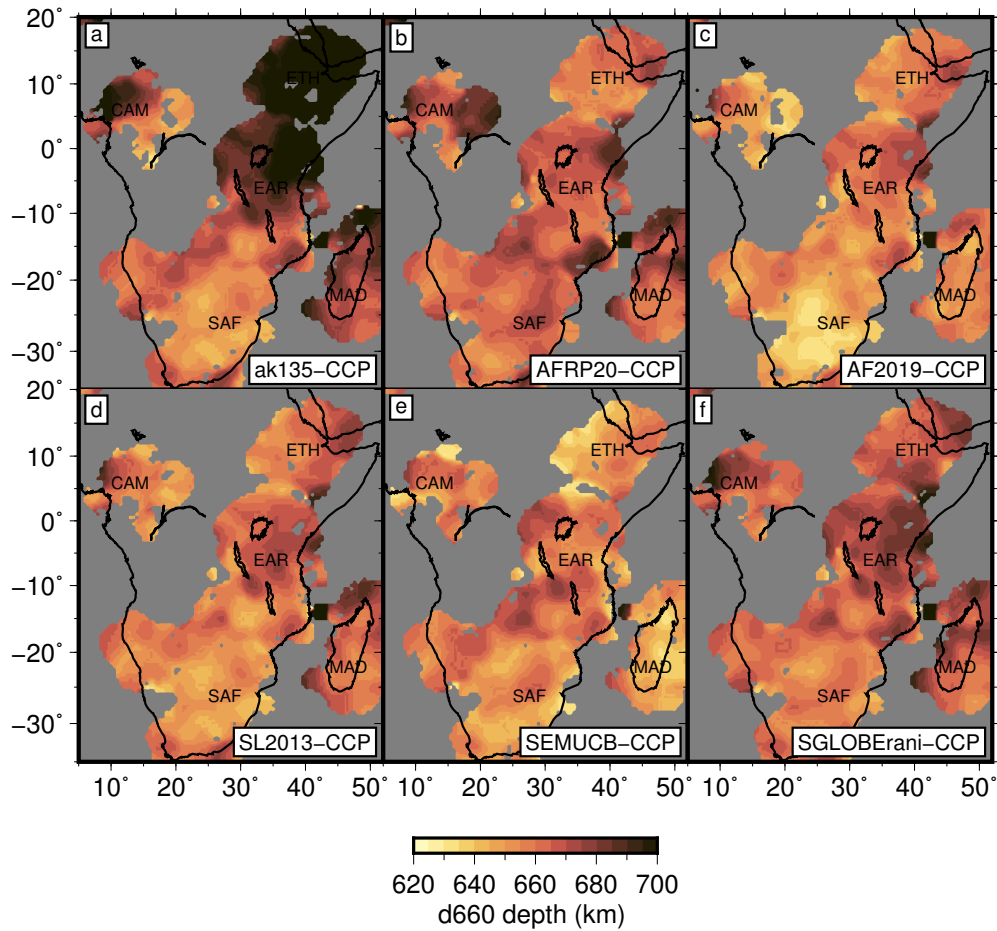 a
b
c
20˚
10˚
0˚
−10˚
−20˚
−30˚
ETH
CAM
EAR
MAD
SAF
ak135−CCP
ETH
CAM
EAR
MAD
SAF
AFRP20−CCP
ETH
CAM
EAR
MAD
SAF
AF2019−CCP
d
e
f
20˚
10˚
0˚
−10˚
−20˚
−30˚
ETH
CAM
EAR
MAD
SAF
SL2013−CCP
ETH
CAM
EAR
MAD
SAF
SEMUCB−CCP
ETH
CAM
EAR
MAD
SAF
SGLOBErani−CCP
10˚ 20˚ 30˚ 40˚ 50˚
10˚ 20˚ 30˚ 40˚ 50˚
10˚ 20˚ 30˚ 40˚ 50˚
620 640 660 680 700
d660 depth (km)